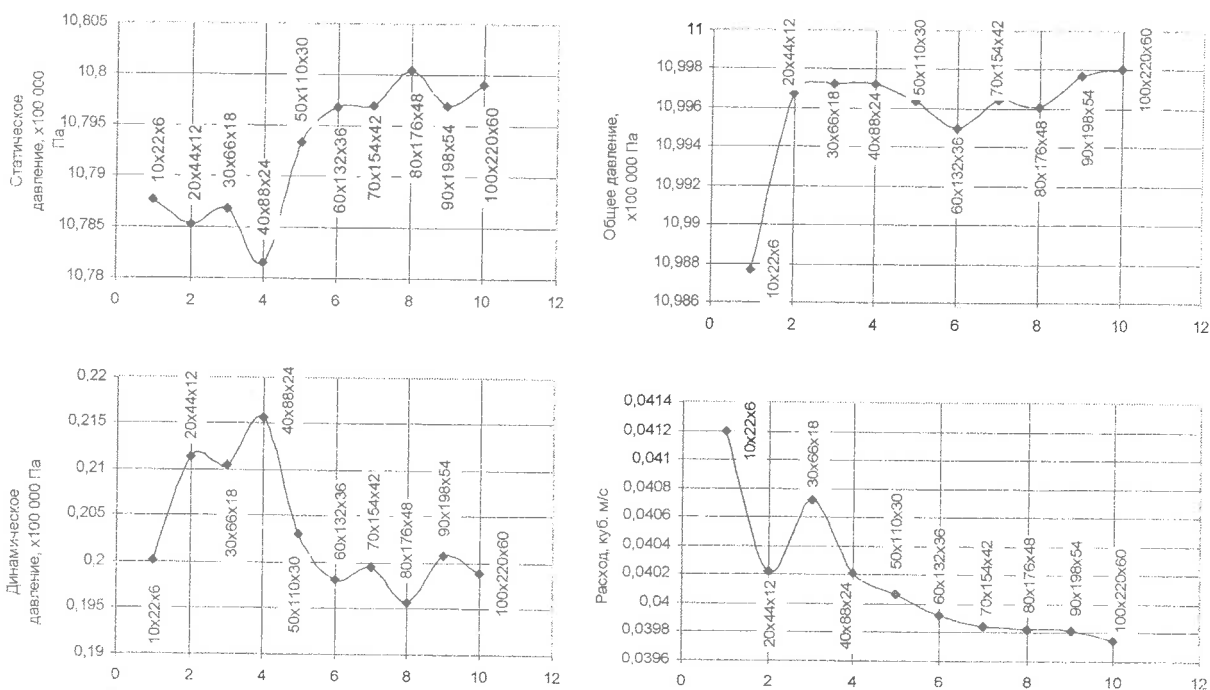 Статическое
давление, х100 000
Па
10,805
10,8
10,795
10,79
10,785
10,78
0
2
4
6
8
10
12
10x22x6
20x44x12
30x66x18
40x88x24
50x110x30
60x132x36
70x154x42
80x176x48
90x198x54
100x220x60
Общее давление,
х100 000 Па
11
10,998
10,996
10,994
10,992
10,99
10,988
10,986
0
2
4
6
8
10
12
10x22x6
20x44x12
30x66x18
40x88x24
50x110x30
60x132x36
70x154x42
80x176x48
90x198x54
100x220x60
Динамическое
давление, х100 000 Па
0,22
0,215
0,21
0,205
0,2
0,195
0,19
0
2
4
6
8
10
12
10x22x6
20x44x12
30x66x18
40x88x24
50x110x30
60x132x36
70x154x42
80x176x48
90x198x54
100x220x60
Расход, куб. м/с
0,0414
0,0412
0,041
0,0408
0,0406
0,0404
0,0402
0,04
0,0398
0,0396
0
2
4
6
8
10
12
10x22x6
20x44x12
30x66x18
40x88x24
50x110x30
60x132x36
70x154x42
80x176x48
90x198x54
100x220x60